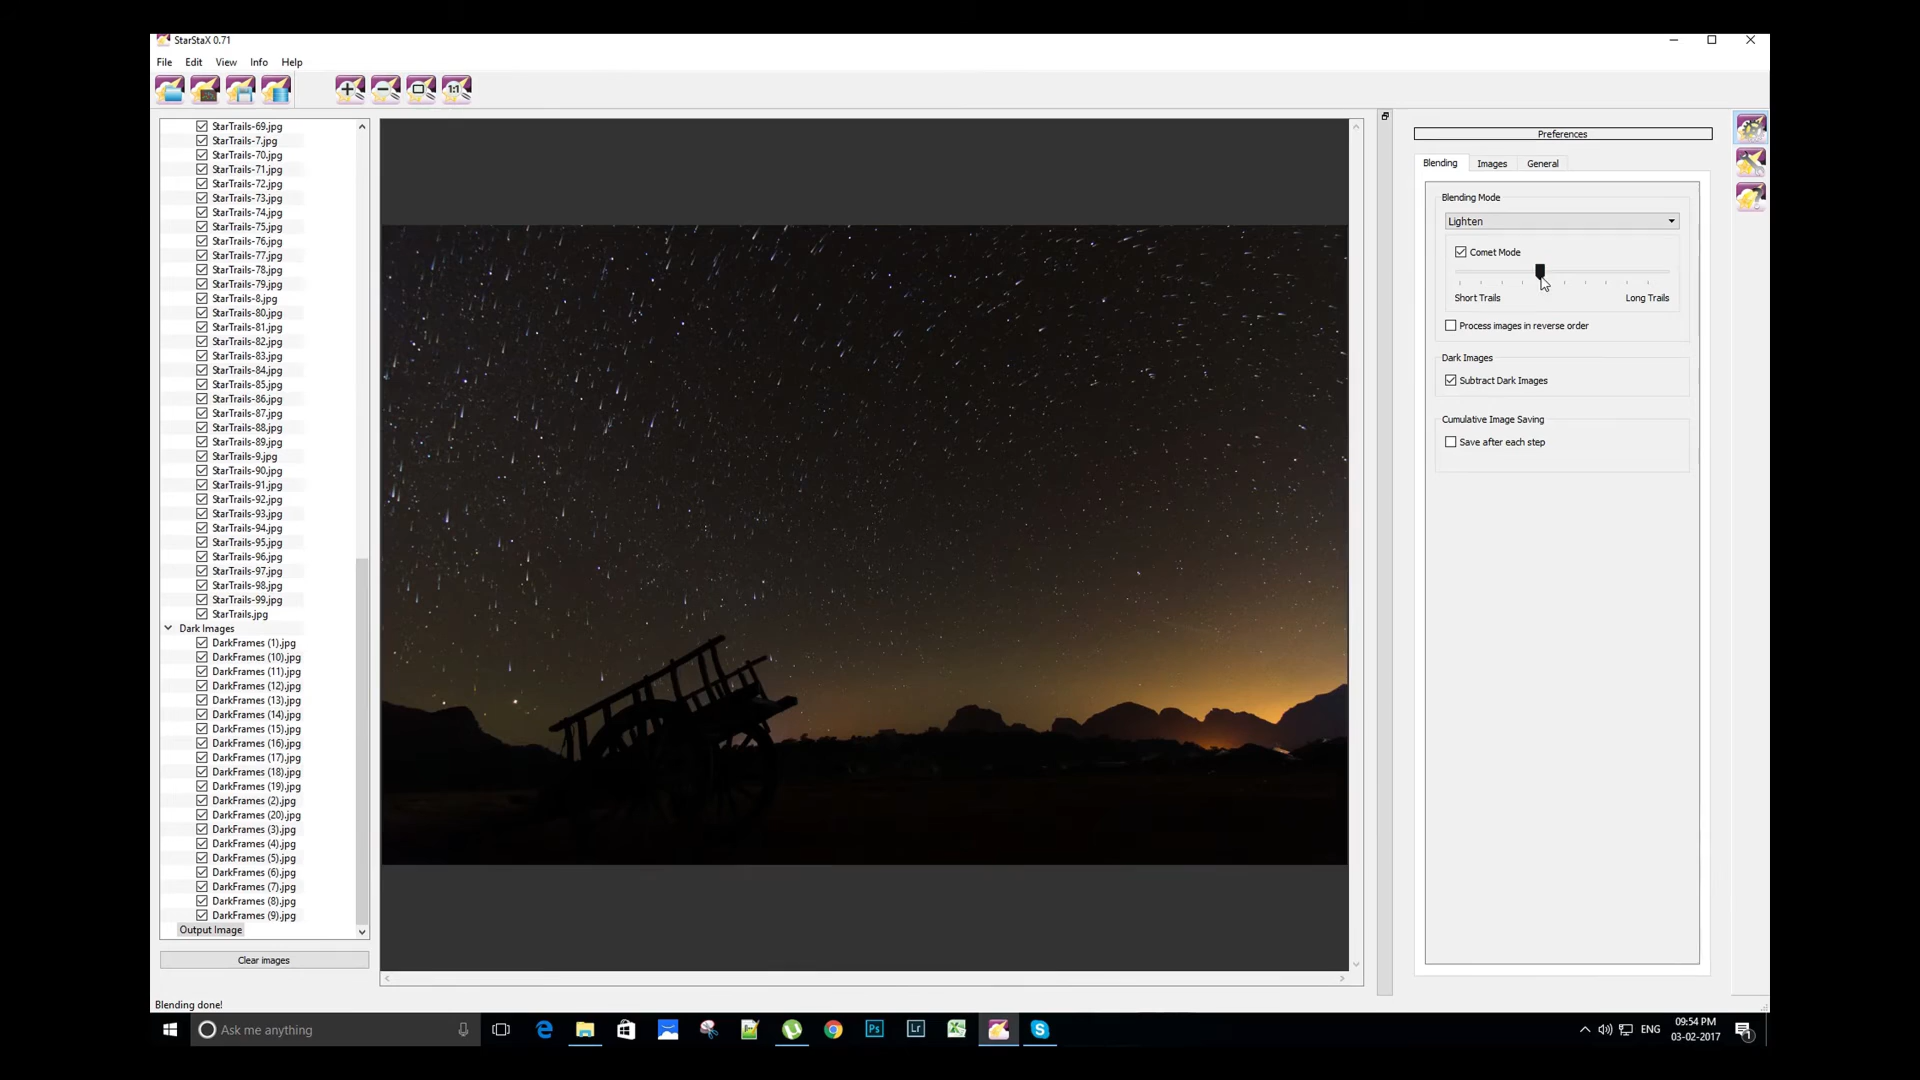 StarStaX 0.71
File Edit View Info Help
1:1
StarTrails-69.jpg
StarTrails-7.jpg
StarTrails-70.jpg
StarTrails-71.jpg
StarTrails-72.jpg
StarTrails-73.jpg
StarTrails-74.jpg
StarTrails-75.jpg
StarTrails-76.jpg
StarTrails-77.jpg
StarTrails-78.jpg
StarTrails-79.jpg
StarTrails-8.jpg
StarTrails-80.jpg
StarTrails-81.jpg
StarTrails-82.jpg
StarTrails-83.jpg
StarTrails-84.jpg
StarTrails-85.jpg
StarTrails-86.jpg
StarTrails-87.jpg
StarTrails-88.jpg
StarTrails-89.jpg
StarTrails-9.jpg
StarTrails-90.jpg
StarTrails-91.jpg
StarTrails-92.jpg
StarTrails-93.jpg
StarTrails-94.jpg
StarTrails-95.jpg
StarTrails-96.jpg
StarTrails-97.jpg
StarTrails-98.jpg
StarTrails-99.jpg
StarTrails.jpg
Dark Images
DarkFrames (1).jpg
DarkFrames (10).jpg
DarkFrames (11).jpg
DarkFrames (12).jpg
DarkFrames (13).jpg
DarkFrames (14).jpg
DarkFrames (15).jpg
DarkFrames (16).jpg
DarkFrames (17).jpg
DarkFrames (18).jpg
DarkFrames (19).jpg
DarkFrames (2).jpg
DarkFrames (20).jpg
DarkFrames (3).jpg
DarkFrames (4).jpg
DarkFrames (5).jpg
DarkFrames (6).jpg
DarkFrames (7).jpg
DarkFrames (8).jpg
DarkFrames (9).jpg
Output Image
Clear images
Blending done!
Preferences
Blending Images General
Blending Mode
Lighten
Comet Mode
Short Trails Long Trails
Process images in reverse order
Dark Images
Subtract Dark Images
Cumulative Image Saving
Save after each step
Ask me anything
Ps
Lr
ENG
09:54 PM
03-02-2017
1